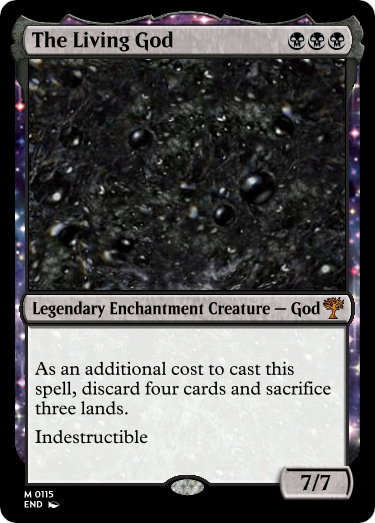 The Living God
Legendary Enchantment Creature — God
As an additional cost to cast this
spell, discard four cards and sacrifice
three lands.
Indestructible
7/7
M 0115
END